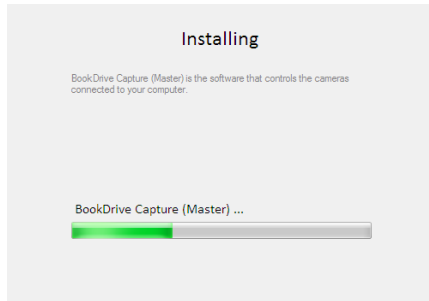 Installing
BookDrive Capture (Master) is the software that controls the cameras
connected to your computer.
BookDrive Capture (Master) ...